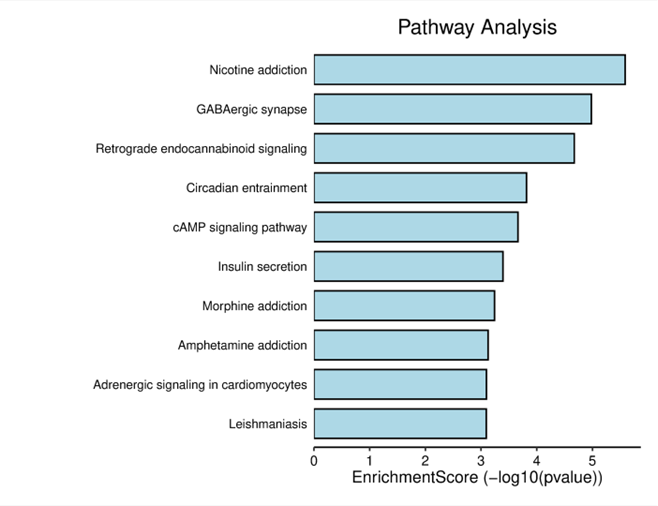 Pathway Analysis
Nicotine addiction
GABAergic synapse
Retrograde endocannabinoid signaling
Circadian entrainment
cAMP signaling pathway
Insulin secretion
Morphine addiction
Amphetamine addiction
Adrenergic signaling in cardiomyocytes
Leishmaniasis
0 1 2 3 4 5
EnrichmentScore (−log10(pvalue))